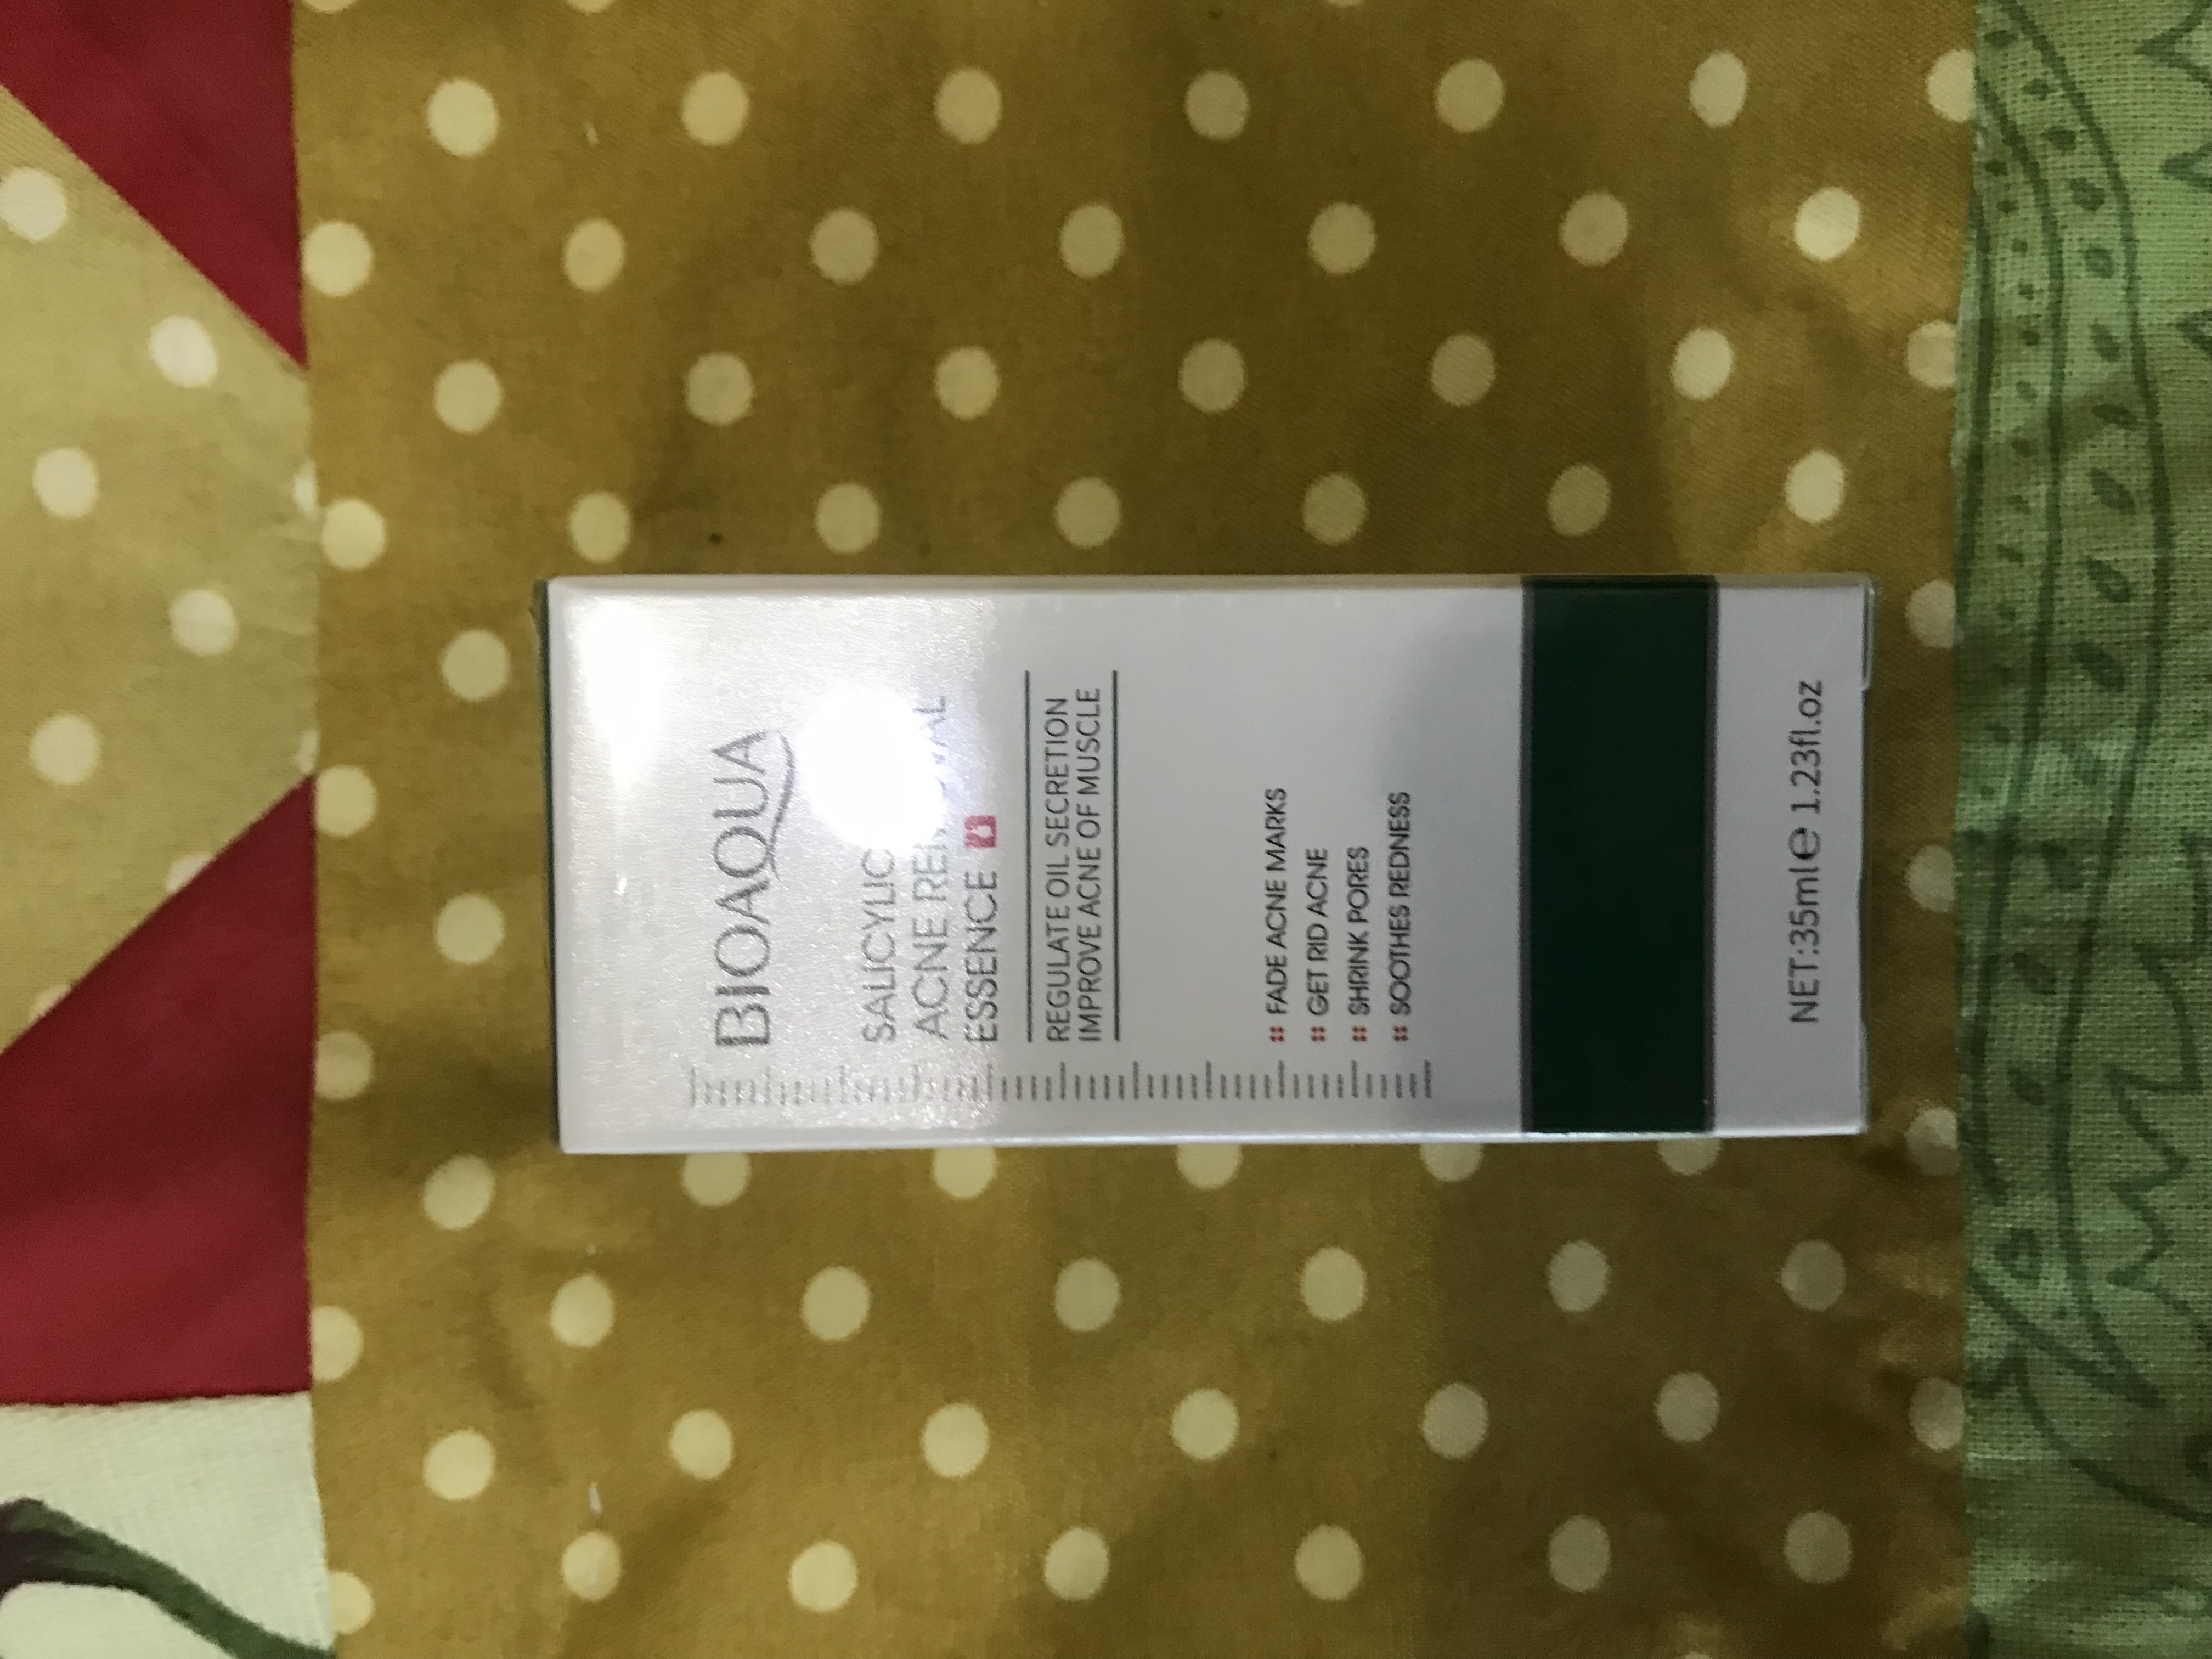 BIOAQUA
SALICYLIC
ACNE REMOVAL
ESSENCE
REGULATE OIL SECRETION
IMPROVE ACNE OF MUSCLE
FADE ACNE MARKS
GET RID ACNE
SHRINK PORES
SOOTHES REDNESS
NET:35ml℮ 1.23fl.oz